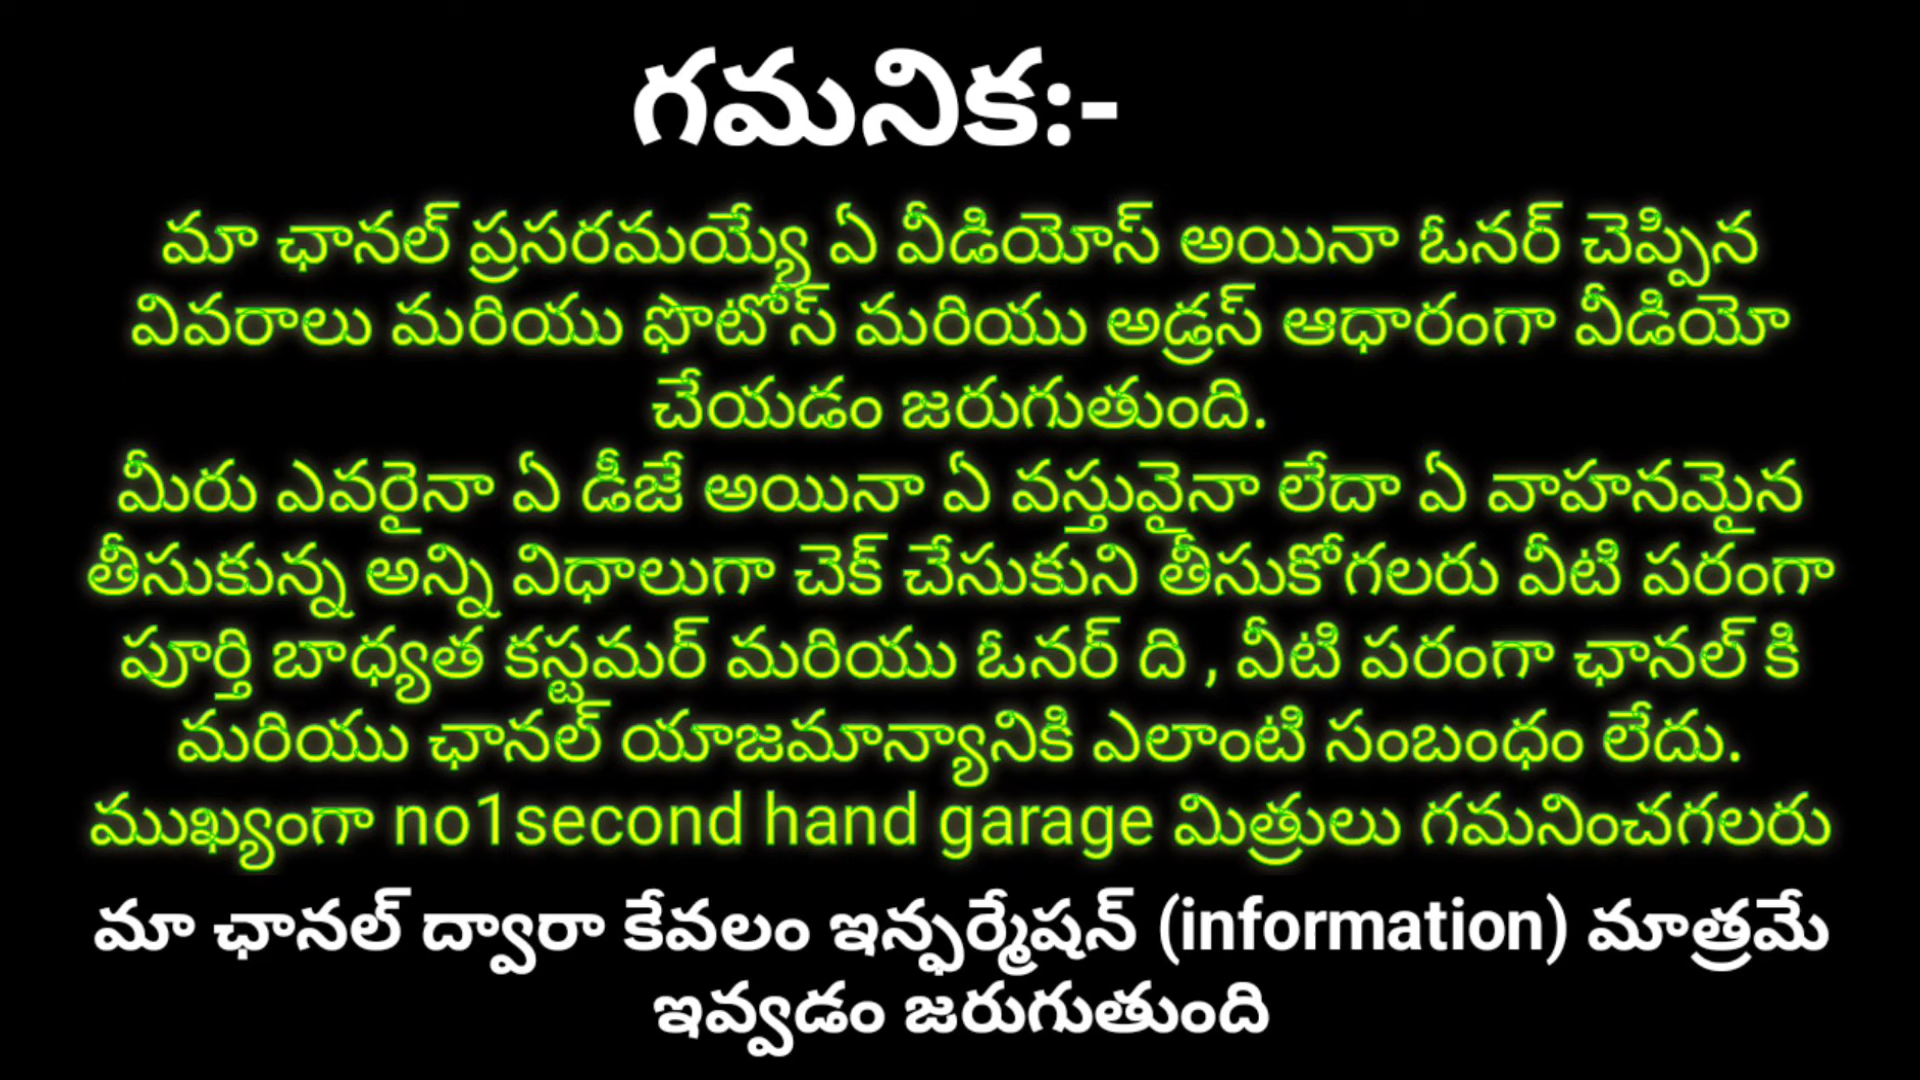 గమనిక:-
మా ఛానల్ ప్రసరమయ్యే ఏ వీడియోస్ అయినా ఓనర్ చెప్పిన
వివరాలు మరియు ఫొటోస్ మరియు అడ్రస్ ఆధారంగా వీడియో
చేయడం జరుగుతుంది.
మీరు ఎవరైనా ఏ డీజే అయినా ఏ వస్తువైనా లేదా ఏ వాహనమైన
తీసుకున్న అన్ని విధాలుగా చెక్ చేసుకుని తీసుకోగలరు వీటి పరంగా
పూర్తి బాధ్యత కస్టమర్ మరియు ఓనర్ ది , వీటి పరంగా ఛానల్ కి
మరియు ఛానల్ యాజమాన్యానికి ఎలాంటి సంబంధం లేదు.
ముఖ్యంగా no1second hand garage మిత్రులు గమనించగలరు
మా ఛానల్ ద్వారా కేవలం ఇన్ఫర్మేషన్ (information) మాత్రమే
ఇవ్వడం జరుగుతుంది